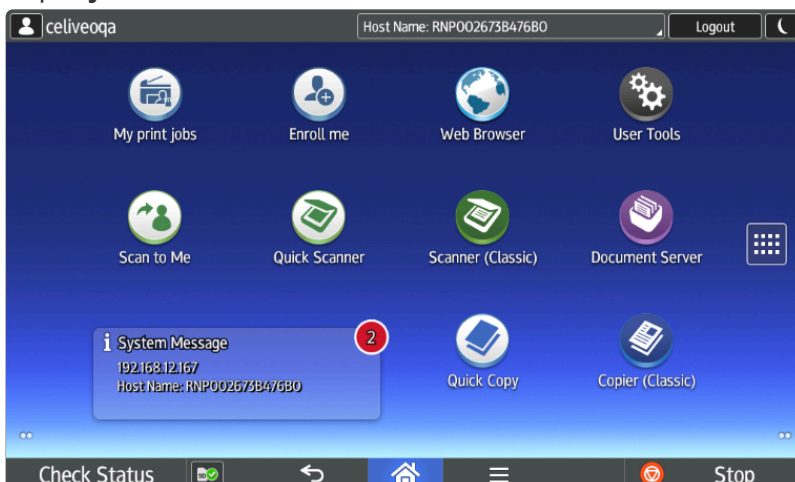 celiveoqa
Host Name: RNP002673B476B0
Logout
My print jobs
Enroll me
Web Browser
User Tools
Scan to Me
Quick Scanner
Scanner (Classic)
Document Server
System Message
2
192.168.12.167
Host Name: RNP002673B476B0
Quick Copy
Copier (Classic)
Check Status
Stop